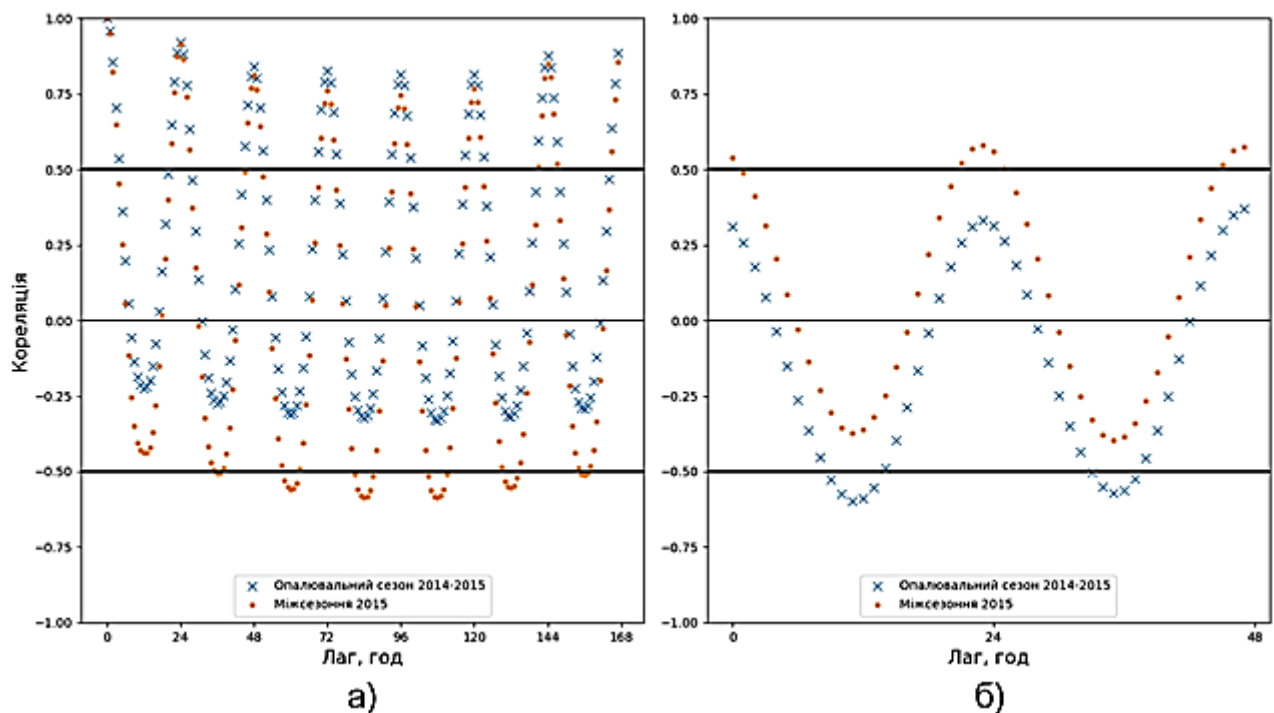 1.00
0.75
0.50
0.25
0.00
−0.25
−0.50
−0.75
−1.00
Кореляція
Опалювальний сезон 2014-2015
Міжсезоння 2015
0 24 48 72 96 120 144 168
Лаг, год
а)
1.00
0.75
0.50
0.25
0.00
−0.25
−0.50
−0.75
−1.00
Опалювальний сезон 2014-2015
Міжсезоння 2015
0 24 48
Лаг, год
б)